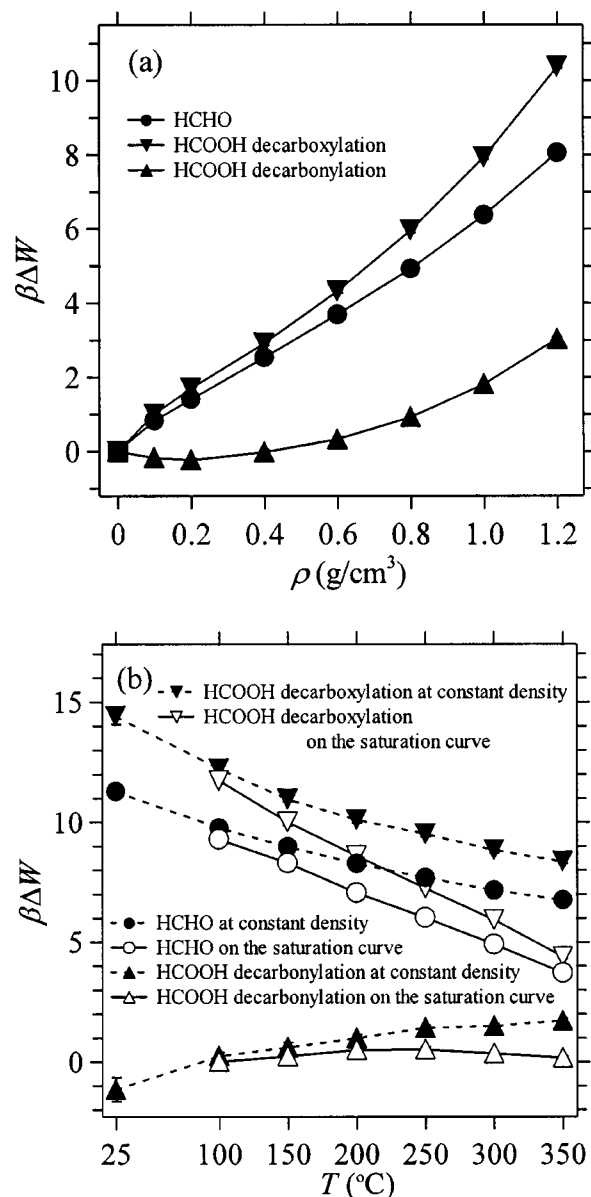 (a)
HCHO
HCOOH decarboxylation
HCOOH decarbonylation
βΔW
10
8
6
4
2
0
0 0.2 0.4 0.6 0.8 1.0 1.2
ρ (g/cm³)
(b)
HCOOH decarboxylation at constant density
HCOOH decarboxylation
on the saturation curve
βΔW
15
10
5
0
HCHO at constant density
HCHO on the saturation curve
HCOOH decarbonylation at constant density
HCOOH decarbonylation on the saturation curve
25 100 150 200 250 300 350
T (°C)